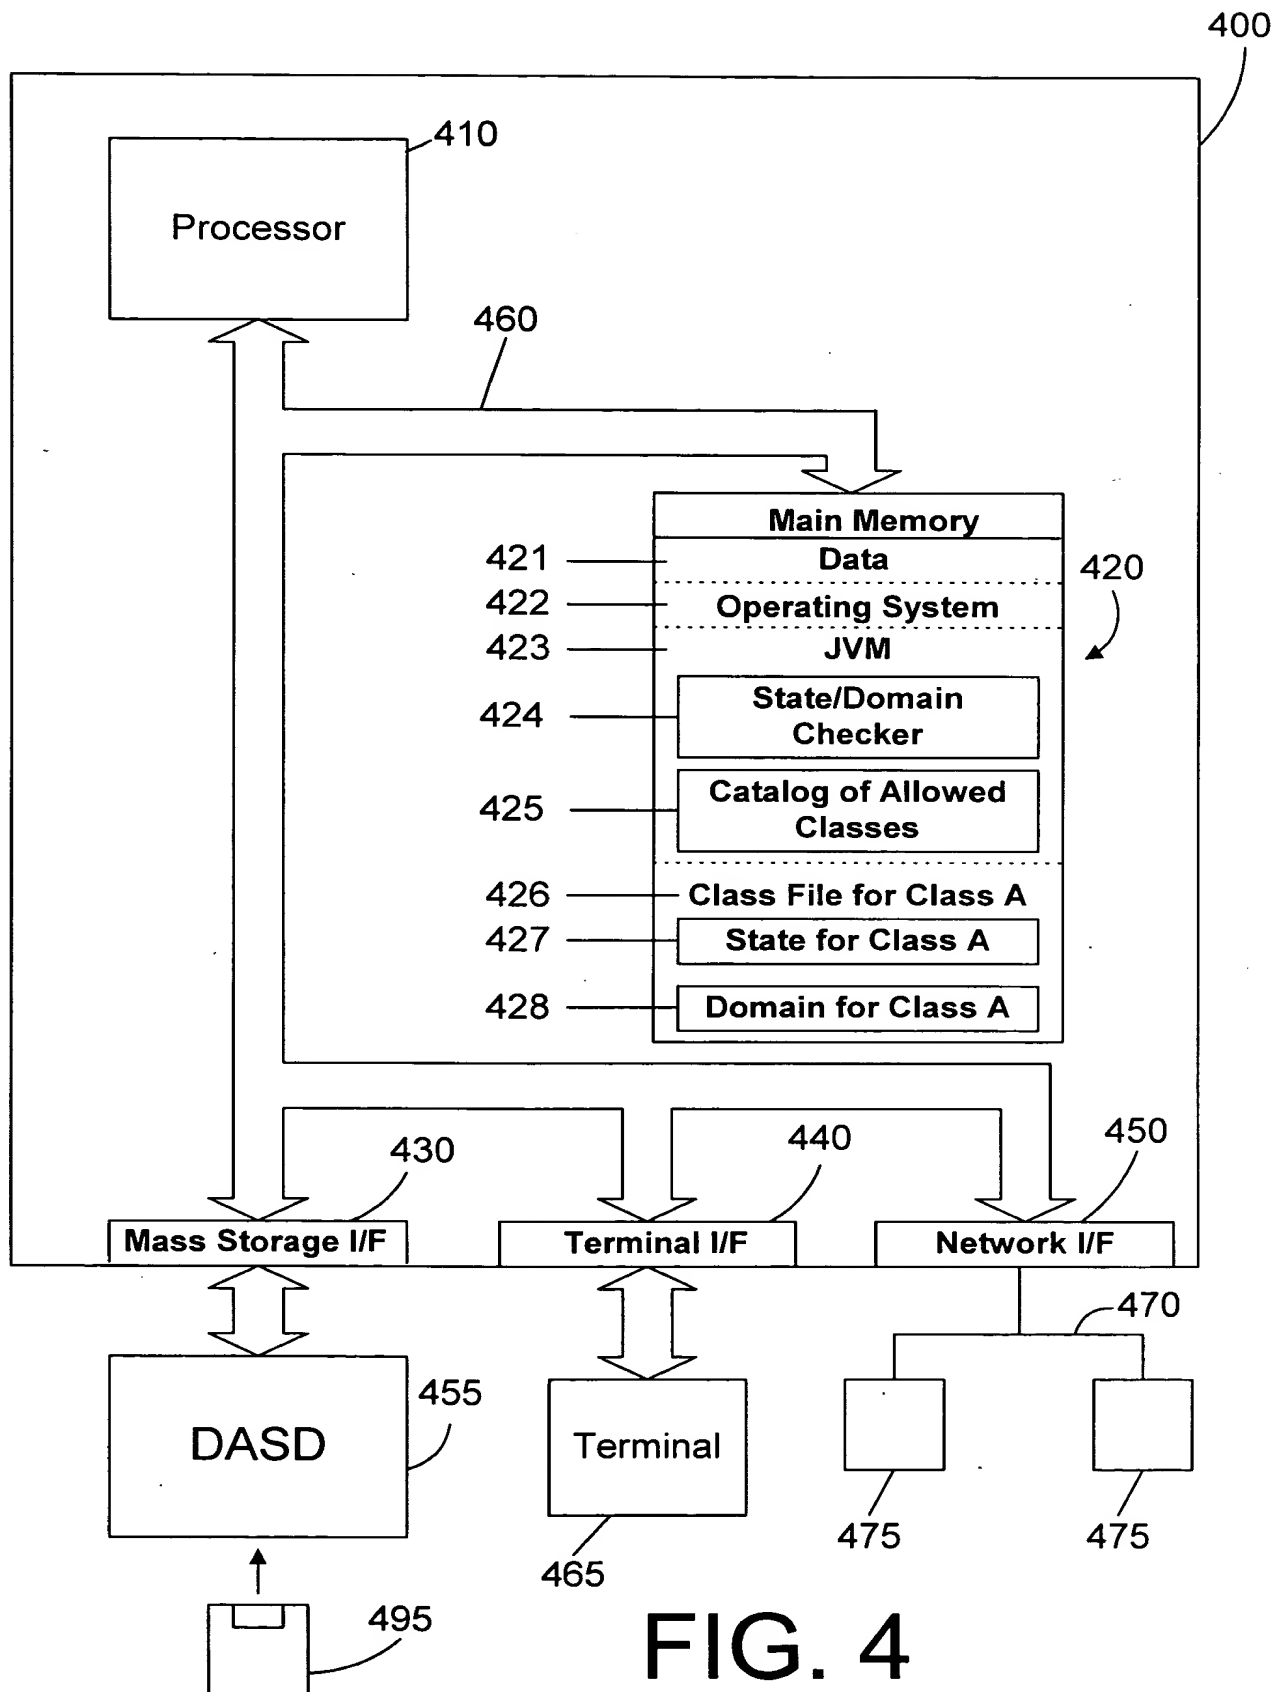 400
410
Processor
460
Main Memory
421
Data
420
422
Operating System
423
JVM
424
State/Domain
Checker
425
Catalog of Allowed
Classes
426
Class File for Class A
427
State for Class A
428
Domain for Class A
430
440
450
Mass Storage I/F
Terminal I/F
Network I/F
470
455
DASD
Terminal
475
475
465
495
FIG. 4